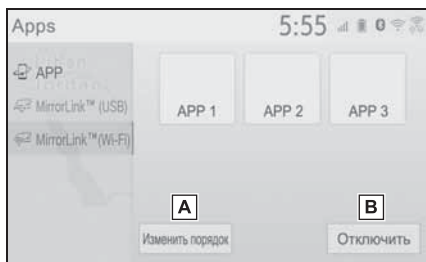 Apps 5:55
APP
MirrorLink™ (USB)
MirrorLink™(Wi-Fi)
APP 1 APP 2 APP 3
A B
Изменить порядок Отключить